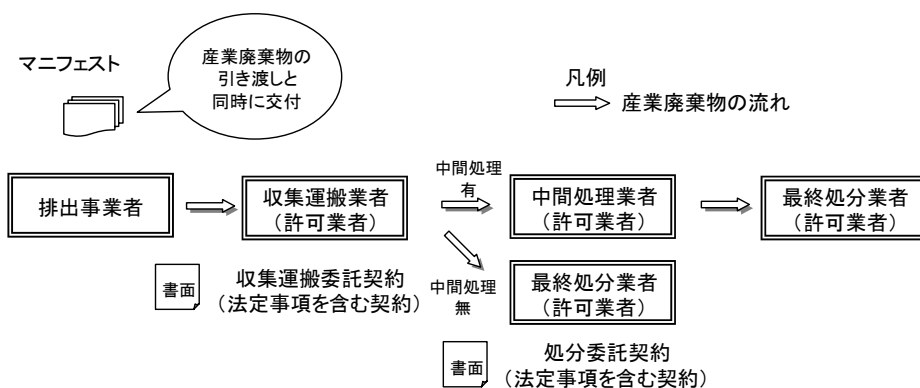 マニフェスト
産業廃棄物の
引き渡しと
同時に交付
凡例
産業廃棄物の流れ
排出事業者
収集運搬業者
(許可業者)
中間処理
有
中間処理業者
(許可業者)
最終処分業者
(許可業者)
中間処理
無
最終処分業者
(許可業者)
書面
収集運搬委託契約
(法定事項を含む契約)
書面
処分委託契約
(法定事項を含む契約)